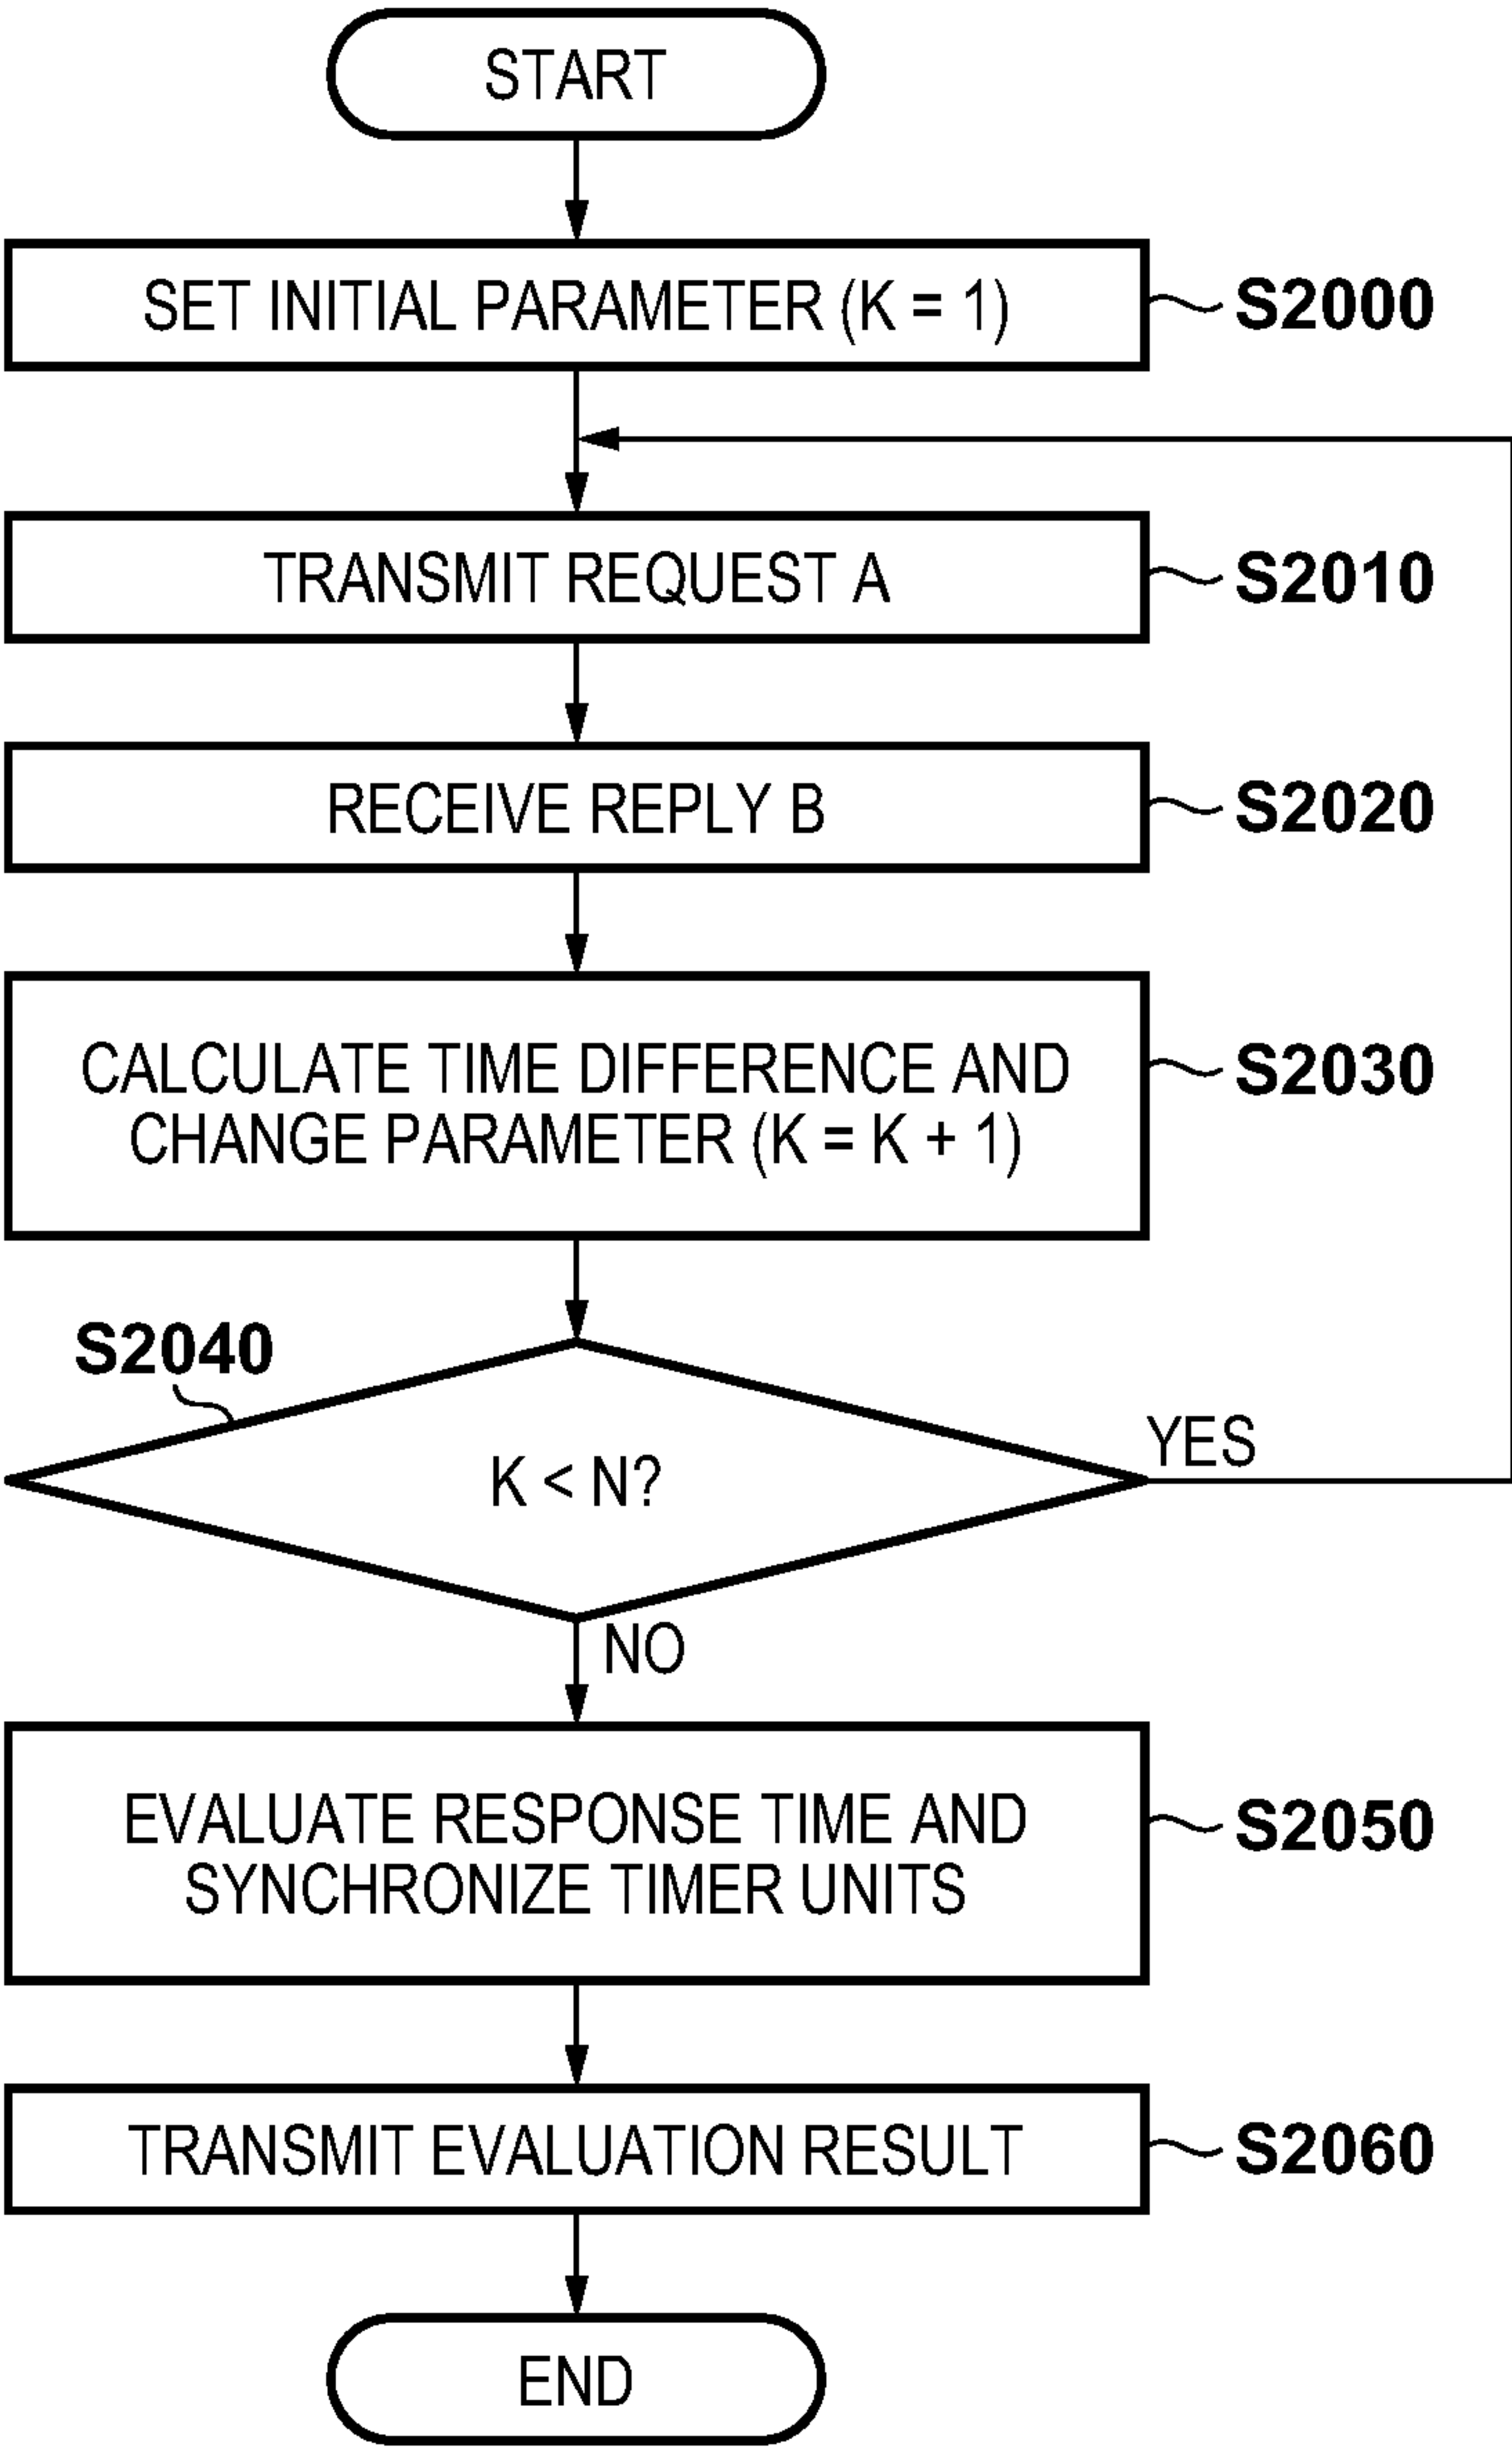 START
SET INITIAL PARAMETER (K = 1)
S2000
TRANSMIT REQUEST A
S2010
RECEIVE REPLY B
S2020
CALCULATE TIME DIFFERENCE AND
CHANGE PARAMETER (K = K + 1)
S2030
S2040
K < N?
YES
NO
EVALUATE RESPONSE TIME AND
SYNCHRONIZE TIMER UNITS
S2050
TRANSMIT EVALUATION RESULT
S2060
END